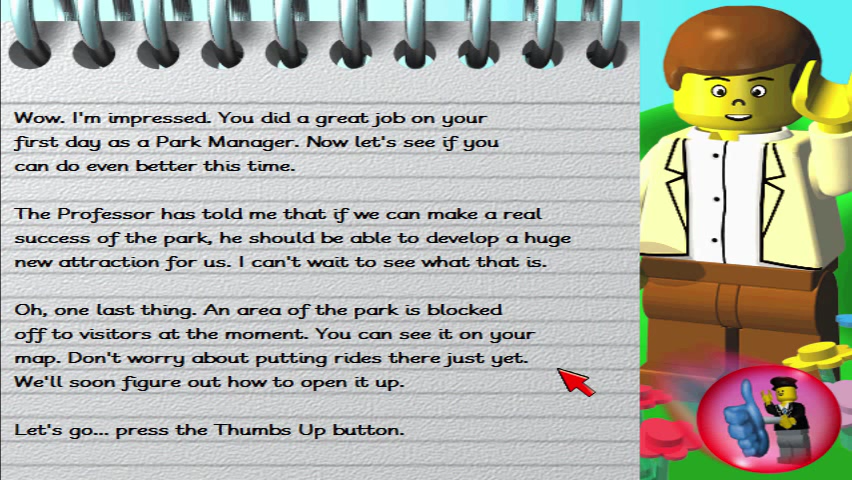 Wow. I'm impressed. You did a great job on your
first day as a Park Manager. Now let's see if you
can do even better this time.
The Professor has told me that if we can make a real
success of the park, he should be able to develop a huge
new attraction for us. I can't wait to see what that is.
Oh, one last thing. An area of the park is blocked
off to visitors at the moment. You can see it on your
map. Don't worry about putting rides there just yet.
We'll soon figure out how to open it up.
Let's go... press the Thumbs Up button.